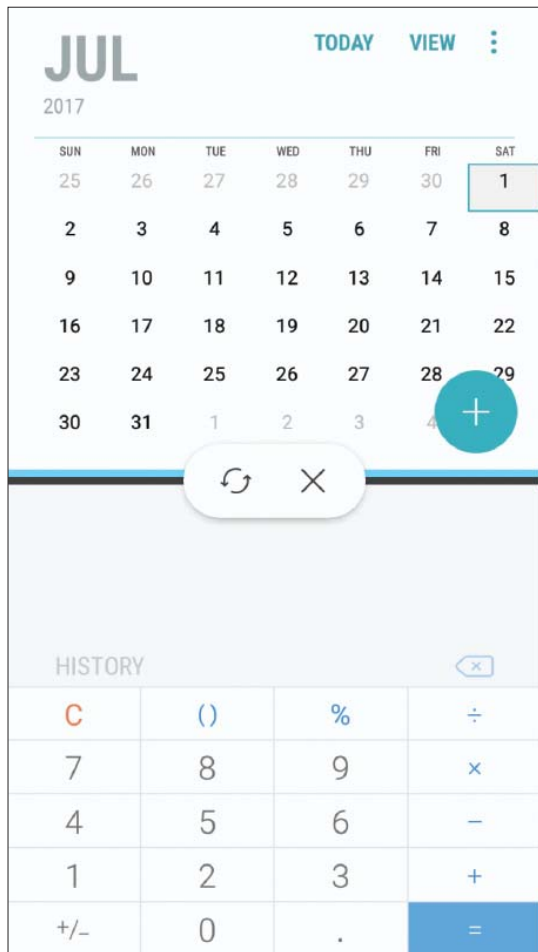 JUL TODAY VIEW
2017
SUN MON TUE WED THU FRI SAT
25 26 27 28 29 30 1
2 3 4 5 6 7 8
9 10 11 12 13 14 15
16 17 18 19 20 21 22
23 24 25 26 27 28 29
30 31 1 2 3 4 +
HISTORY
C () % ÷
7 8 9 ×
4 5 6 −
1 2 3 +
+/− 0 . =